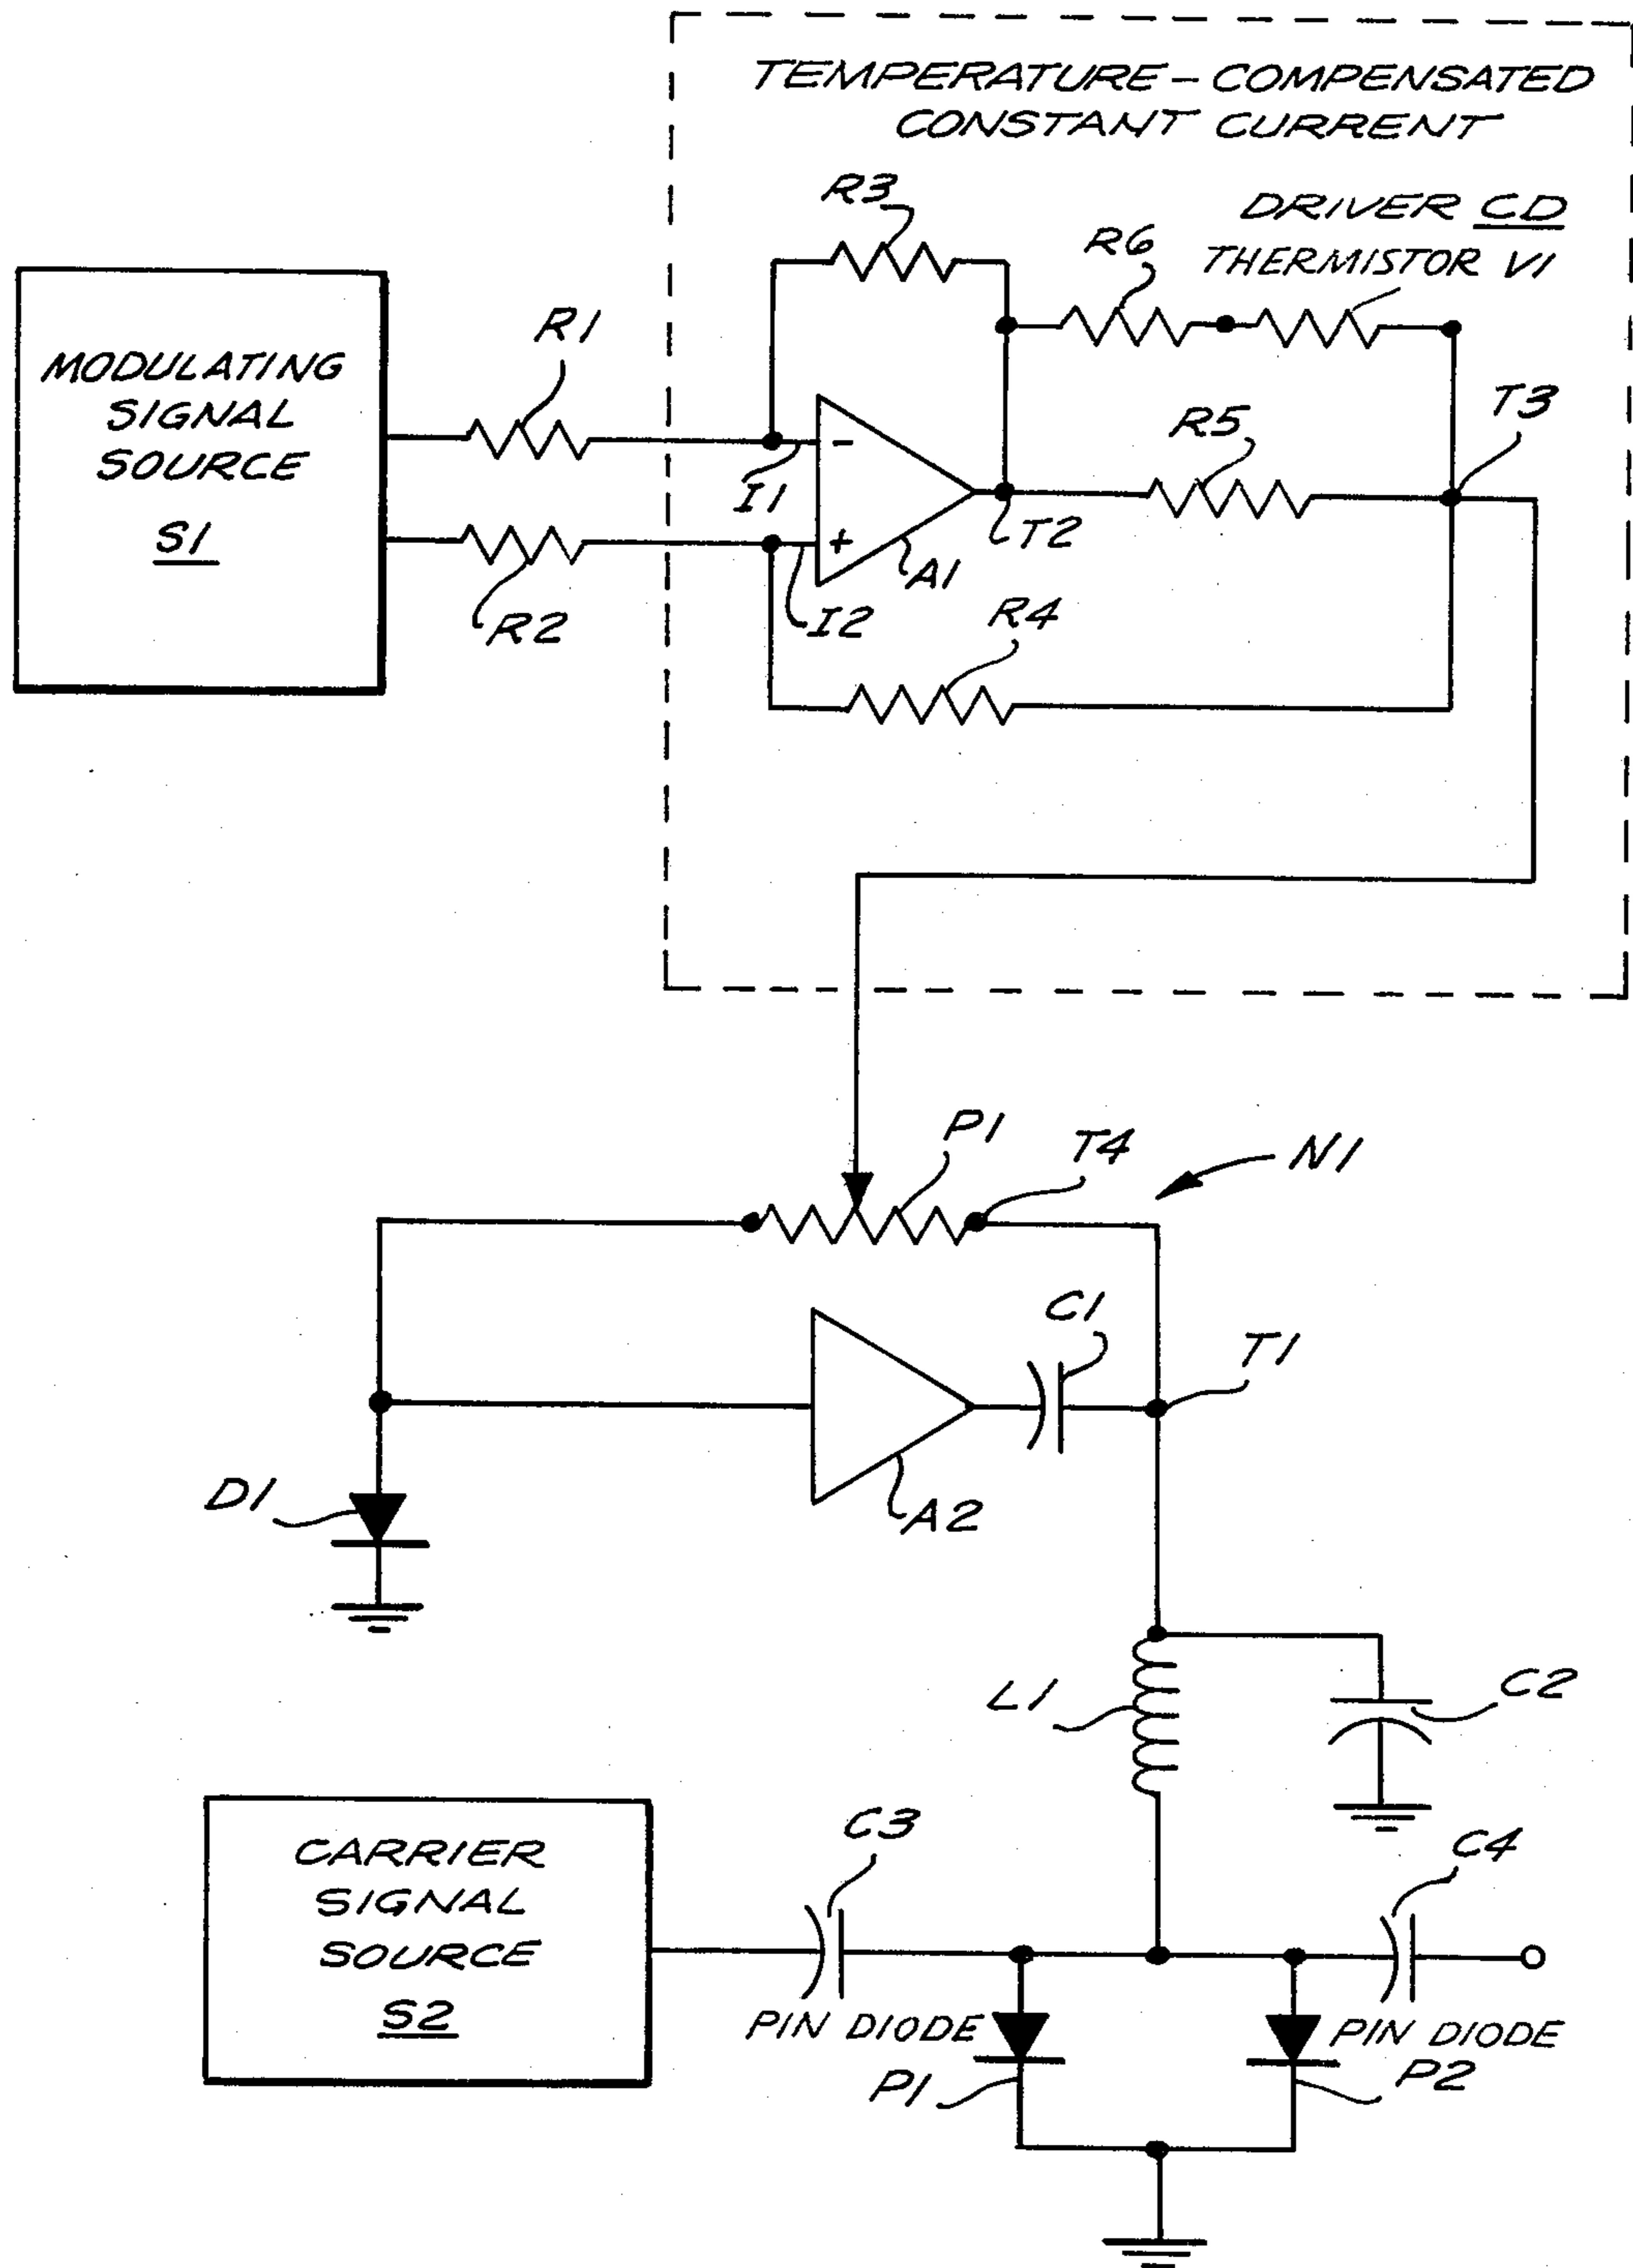 TEMPERATURE - COMPENSATED
CONSTANT CURRENT
DRIVER CD
THERMISTOR V1
R3
R6
R1
MODULATING
SIGNAL
SOURCE
S1
R5
T3
I1
-
+
T2
A1
R2
I2
R4
P1
T4
N1
C1
T1
D1
A2
L1
C2
CARRIER
SIGNAL
SOURCE
S2
C3
C4
PIN DIODE
P1
PIN DIODE
P2